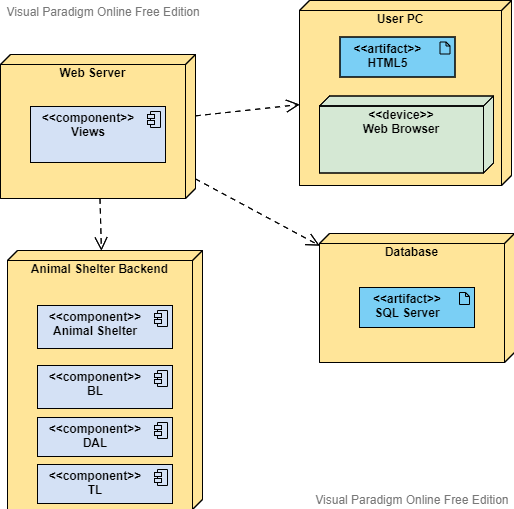 Visual Paradigm Online Free Edition
User PC
<<artifact>>
HTML5
<<device>>
Web Browser
Web Server
<<component>>
Views
Database
<<artifact>>
SQL Server
Animal Shelter Backend
<<component>>
Animal Shelter
<<component>>
BL
<<component>>
DAL
<<component>>
TL
Visual Paradigm Online Free Edition